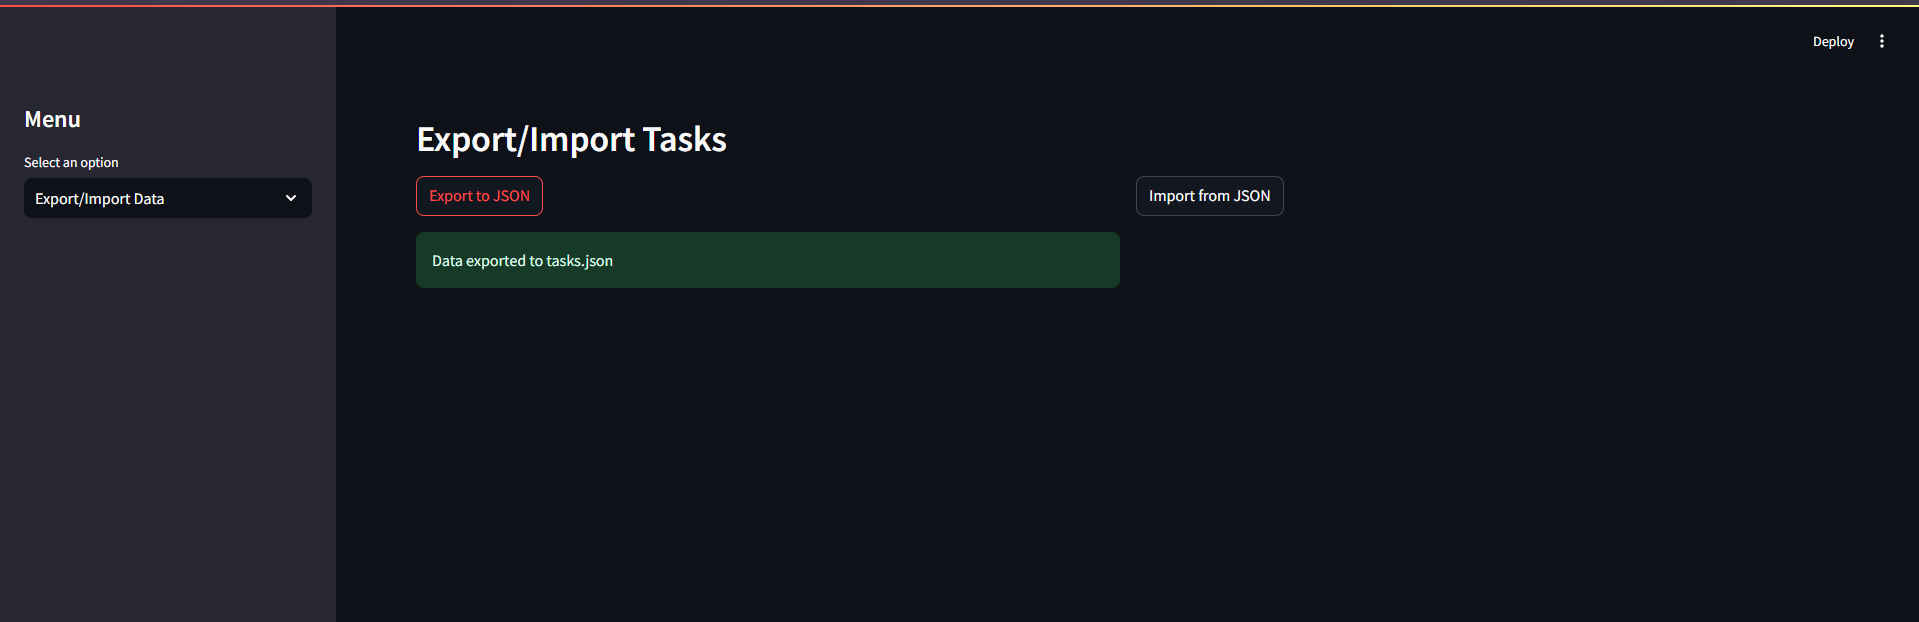 Deploy
Menu
Select an option
Export/Import Data
Export/Import Tasks
Export to JSON
Import from JSON
Data exported to tasks.json